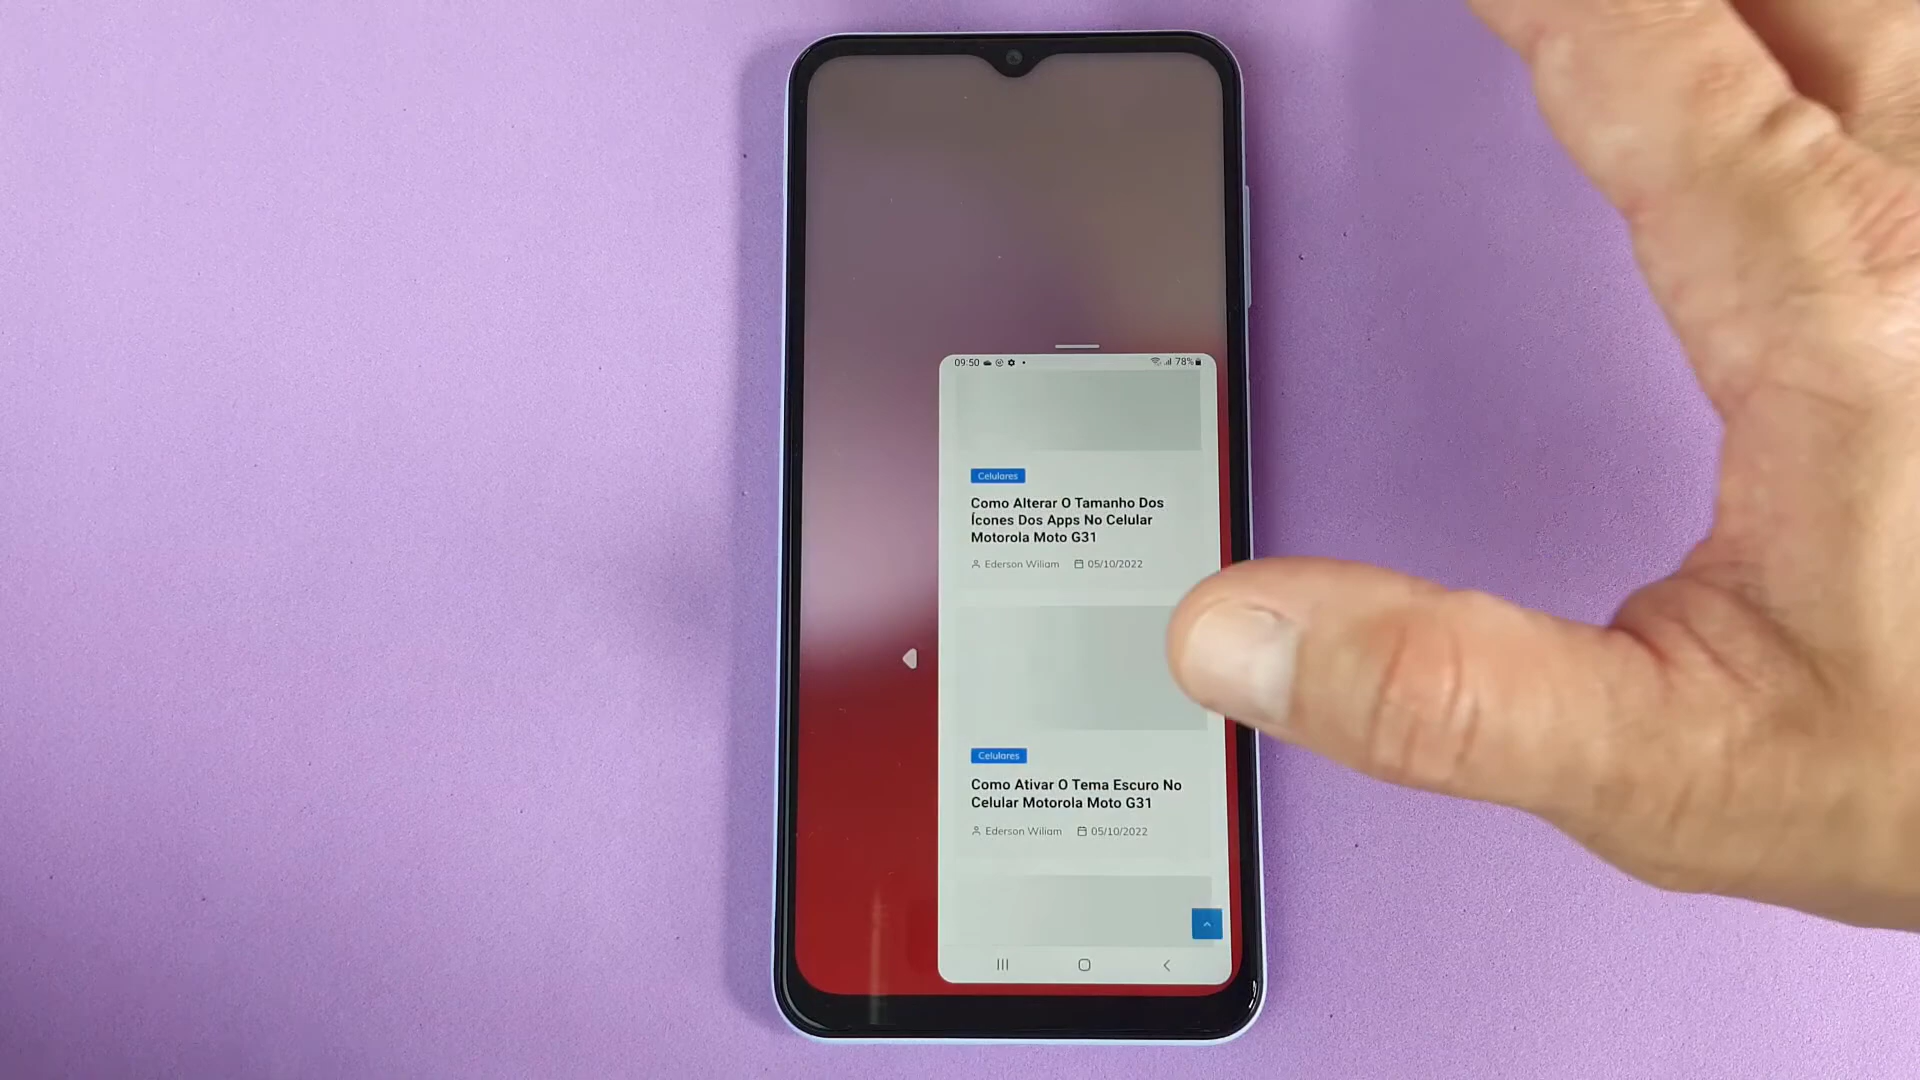 09:50
78%
Celulares
Como Alterar O Tamanho Dos
Ícones Dos Apps No Celular
Motorola Moto G31
Ederson Wiliam 05/10/2022
Celulares
Como Ativar O Tema Escuro No
Celular Motorola Moto G31
Ederson Wiliam 05/10/2022